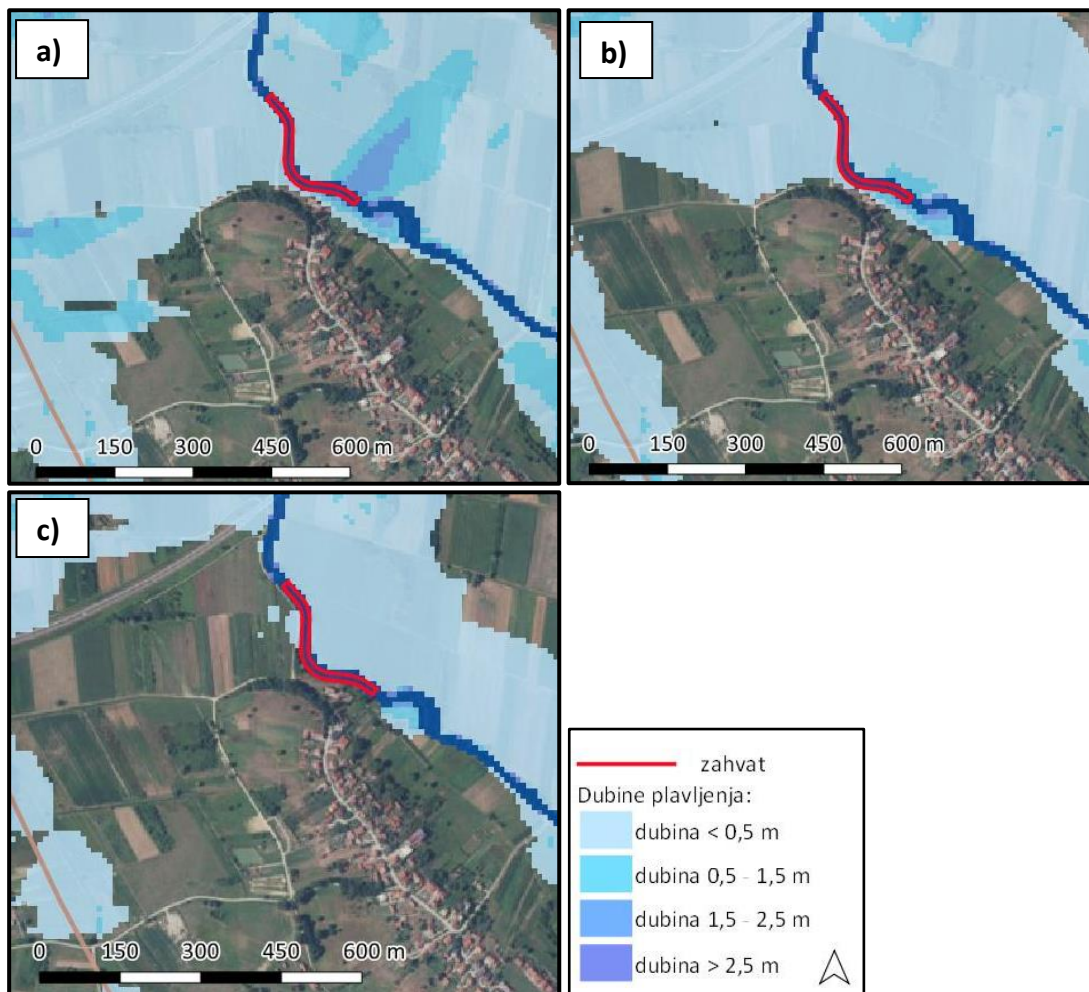 a)
0 150 300 450 600 m
b)
0 150 300 450 600 m
c)
0 150 300 450 600 m
zahvat
Dubine plavljenja:
dubina < 0,5 m
dubina 0,5 - 1,5 m
dubina 1,5 - 2,5 m
dubina > 2,5 m